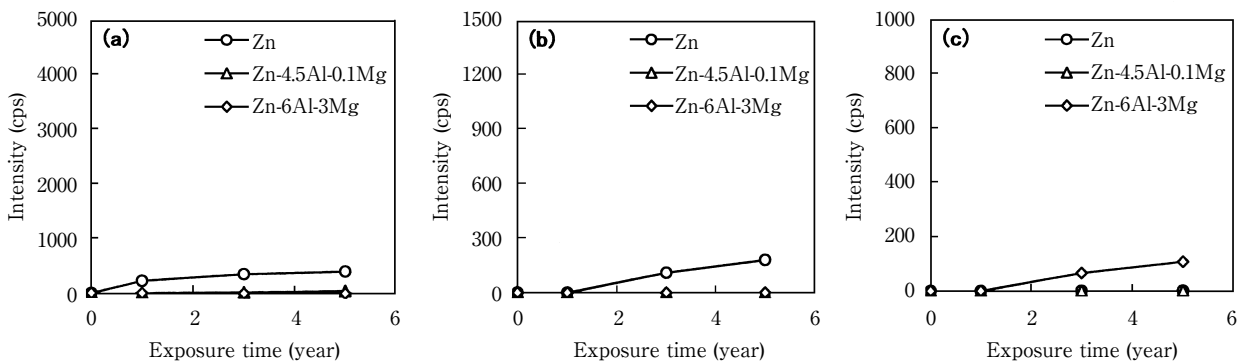 (a)
Zn
Zn-4.5Al-0.1Mg
Zn-6Al-3Mg
5000
4000
3000
2000
1000
0
Intensity (cps)
0 2 4 6
Exposure time (year)
(b)
Zn
Zn-4.5Al-0.1Mg
Zn-6Al-3Mg
1500
1200
900
600
300
0
Intensity (cps)
0 2 4 6
Exposure time (year)
(c)
Zn
Zn-4.5Al-0.1Mg
Zn-6Al-3Mg
1000
800
600
400
200
0
Intensity (cps)
0 2 4 6
Exposure time (year)